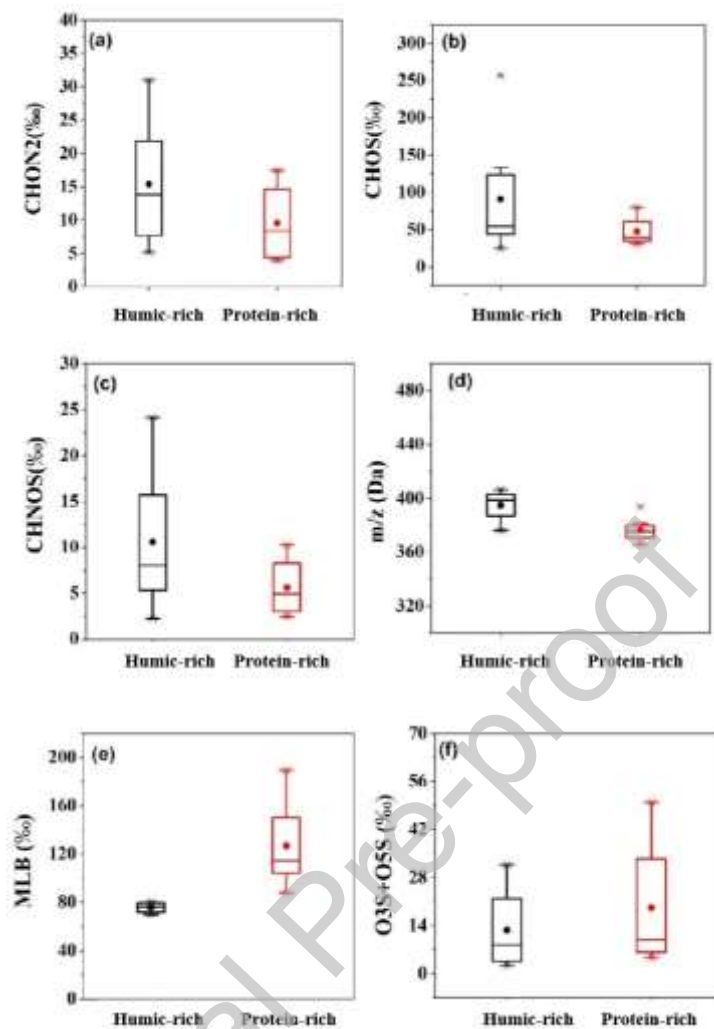 (a)
CHON2(‰)
40
35
30
25
20
15
10
5
0
Humic-rich Protein-rich
(b)
CHOS(‰)
300
250
200
150
100
50
0
Humic-rich Protein-rich
(c)
CHNOS(‰)
30
25
20
15
10
5
0
Humic-rich Protein-rich
(d)
m/z (Da)
480
440
400
360
320
Humic-rich Protein-rich
(e)
MLB (‰)
200
160
120
80
40
0
Humic-rich Protein-rich
(f)
O3S+O5S (‰)
70
56
42
28
14
0
Humic-rich Protein-rich
al Pre-proof